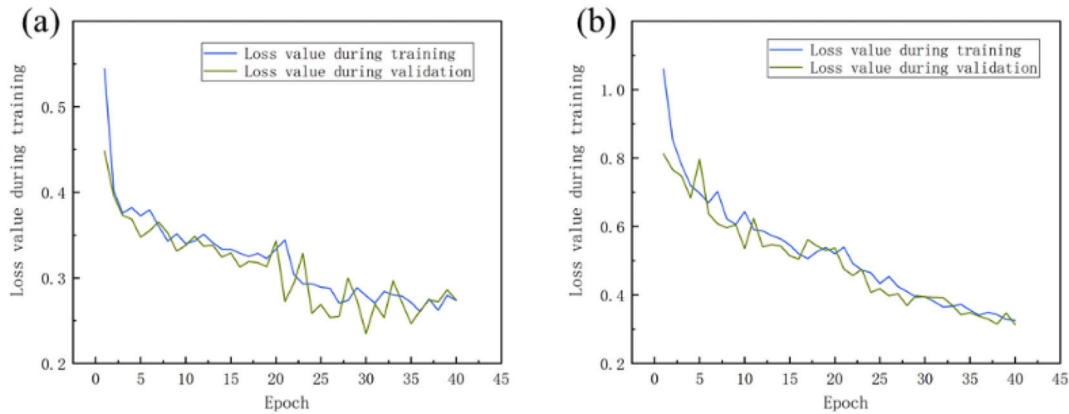 (a)
Loss value during training
Loss value during validation
Loss value during training
0.5
0.4
0.3
0.2
0 5 10 15 20 25 30 35 40 45
Epoch
(b)
Loss value during training
Loss value during validation
Loss value during training
1.0
0.8
0.6
0.4
0.2
0 5 10 15 20 25 30 35 40 45
Epoch